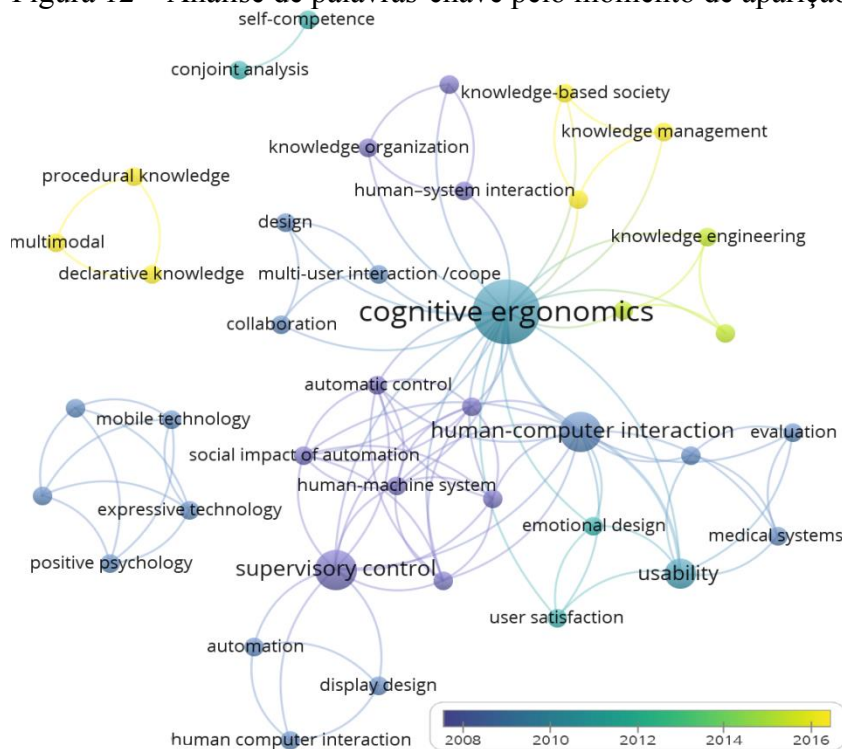 Figura 12 – Análise de palavras-chave pelo momento de aparição
self-competence
conjoint analysis
knowledge-based society
knowledge management
knowledge organization
procedural knowledge
human–system interaction
design
knowledge engineering
multimodal
declarative knowledge
multi-user interaction /coope
cognitive ergonomics
collaboration
automatic control
mobile technology
human-computer interaction
evaluation
social impact of automation
human-machine system
expressive technology
emotional design
medical systems
positive psychology
supervisory control
usability
user satisfaction
automation
display design
human computer interaction
2008 2010 2012 2014 2016